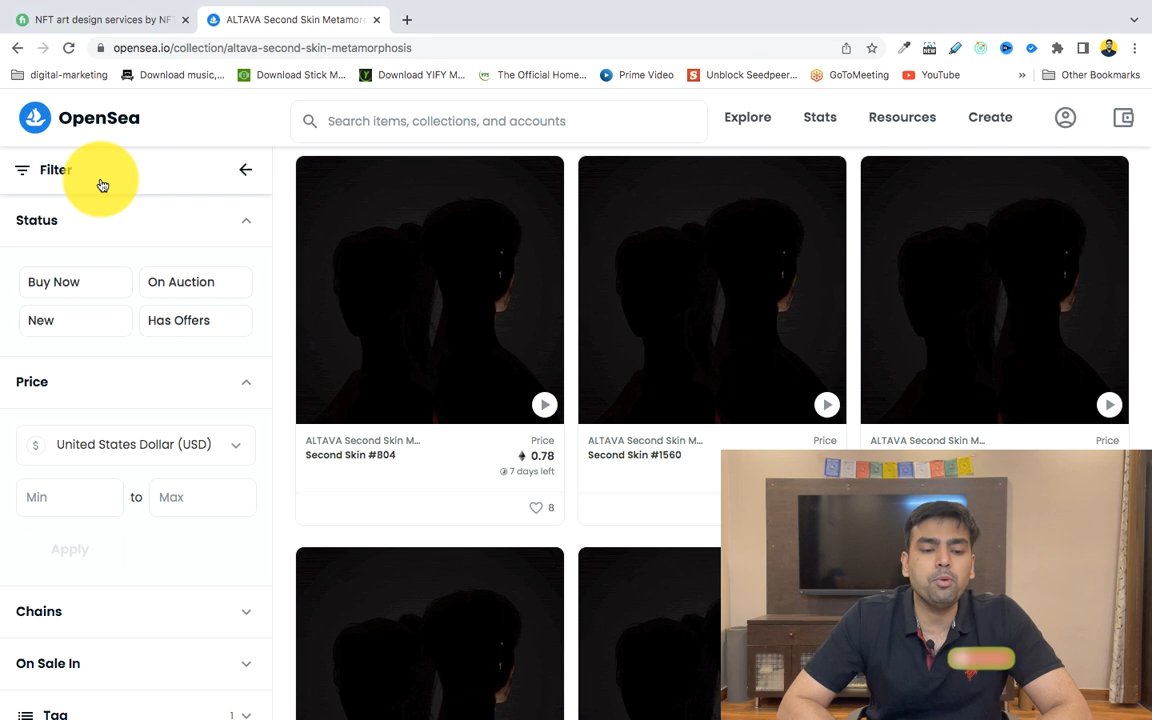 NFT art design services by NF
ALTAVA Second Skin Metamor
opensea.io/collection/altava-second-skin-metamorphosis
NEW
digital-marketing
Download music,...
Download Stick M...
Download YIFY M...
The Official Home...
Prime Video
Unblock Seedpeer...
GoToMeeting
YouTube
»
Other Bookmarks
OpenSea
Search items, collections, and accounts
Explore
Stats
Resources
Create
Filter
Status
Buy Now
On Auction
New
Has Offers
Price
$ United States Dollar (USD)
Min to Max
Apply
Chains
On Sale In
Tag 1
ALTAVA Second Skin M... Price
Second Skin #804 0.78
7 days left
8
ALTAVA Second Skin M... Price
Second Skin #1560
ALTAVA Second Skin M... Price